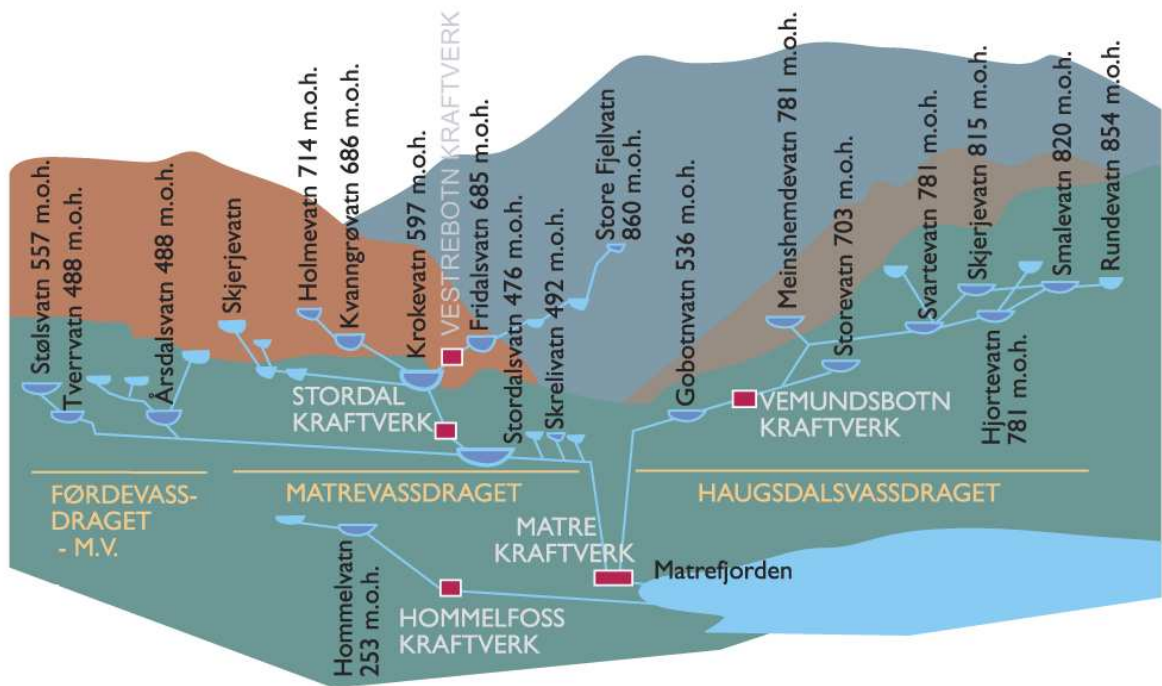 Stølsvatn 557 m.o.h.
Tverrvatn 488 m.o.h.
Årsdalsvatn 488 m.o.h.
Skjerjevatn
Holmevatn 714 m.o.h.
Kvanngrøvatn 686 m.o.h.
Krokevatn 597 m.o.h.
VESTREBOTN KRAFTVERK
Fridalsvatn 685 m.o.h.
Stordalsvatn 476 m.o.h.
Skrelivatn 492 m.o.h.
Store Fjellvatn
860 m.o.h.
Gobotnvatn 536 m.o.h.
Meinshemdevatn 781 m.o.h.
Storevatn 703 m.o.h.
Svartevatn 781 m.o.h.
Skjerjevatn 815 m.o.h.
Hjortevatn
781 m.o.h.
Smalevatn 820 m.o.h.
Rundevatn 854 m.o.h.
STORDAL
KRAFTVERK
VEMUNDSBOTN
KRAFTVERK
FØRDEVASS-
DRAGET
- M.V.
MATREVASSDRAGET
HAUGSDALSVASSDRAGET
MATRE
KRAFTVERK
Matrefjorden
Hommelvatn
253 m.o.h.
HOMMELFOSS
KRAFTVERK